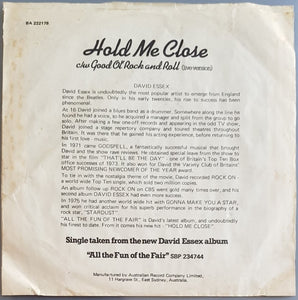 BA 222178
Hold Me Close
c/w Good Ol' Rock and Roll (live version)
DAVID ESSEX
David Essex is undoubtedly the most popular artist to emerge from England
since the Beatles. Only in his early twenties, his rise to success had been
phenomenal.
At 16 David joined a blues band as a drummer. Somewhere along the line he
found he had a voice, so he acquired a manager and split from the group to go
solo. After making a few one-off records and appearing in the odd TV show,
David joined a stage repertory company and toured theatres throughout
Britain. It was there that he gained his acting experience, before returning to
his first love - music.
In 1971 came GODSPELL, a fantastically successful musical that brought
David and the show rave reviews. He obtained special leave from the show to
star in the film "THAT'LL BE THE DAY" - one of Britain's Top Ten Box
office successes of 1973. It also won for David the Variety Club of Britains'
MOST PROMISING NEWCOMER OF THE YEAR award.
To tie in with the nostalgia theme of the movie, David recorded ROCK ON
a world wide Top Ten single, which sold two million copies.
An album follow up ROCK ON on CBS went gold many times over, and his
second album DAVID ESSEX had even more success.
In 1975 he had another world hit with GONNA MAKE YOU A STAR,
and won critical acclaim for his superb performance in the biography of a
rock star, "STARDUST".
"ALL THE FUN OF THE FAIR" is David's latest album, and undoubtedly
his finest to date. From it comes his new single - "HOLD ME CLOSE".
Single taken from the new David Essex album
"All the Fun of the Fair" SBP 234744
Manufactured by Australian Record Company Limited,
11 Hargrave St., East Sydney, Australia.